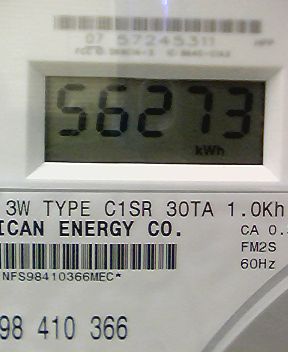 07 57245311
56273
kWh
3W TYPE C1SR 30TA 1.0Kh
ICAN ENERGY CO.
CA 0.
FM2S
60Hz
NFS98410366MEC*
98 410 366